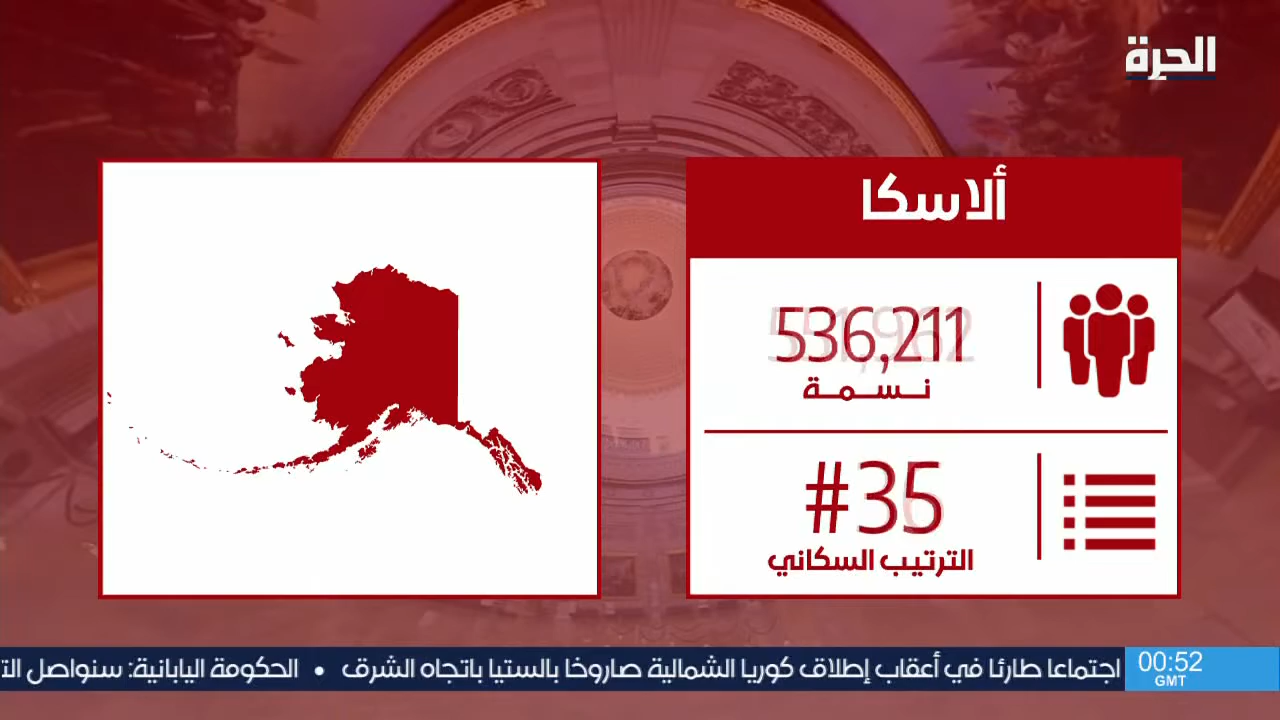 الحرة
ألاسكا
536,211
نسمة
#35
الترتيب السكاني
اجتماعا طارئا في أعقاب إطلاق كوريا الشمالية صاروخا بالستيا باتجاه الشرق • الحكومة اليابانية: سنواصل
00:52
GMT